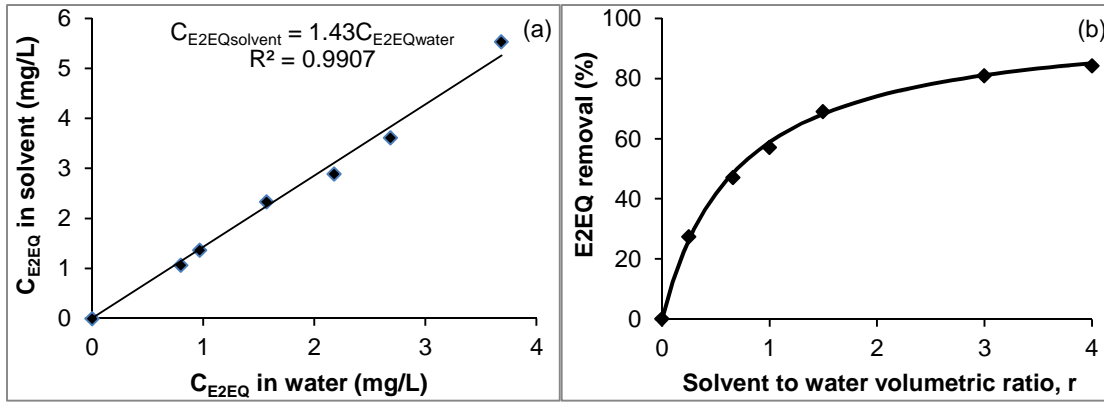 (a)
C_E2EQsolvent = 1.43C_E2EQwater
R² = 0.9907
6
5
4
3
2
1
0
0 1 2 3 4
C_E2EQ in solvent (mg/L)
C_E2EQ in water (mg/L)
(b)
100
80
60
40
20
0
0 1 2 3 4
E2EQ removal (%)
Solvent to water volumetric ratio, r